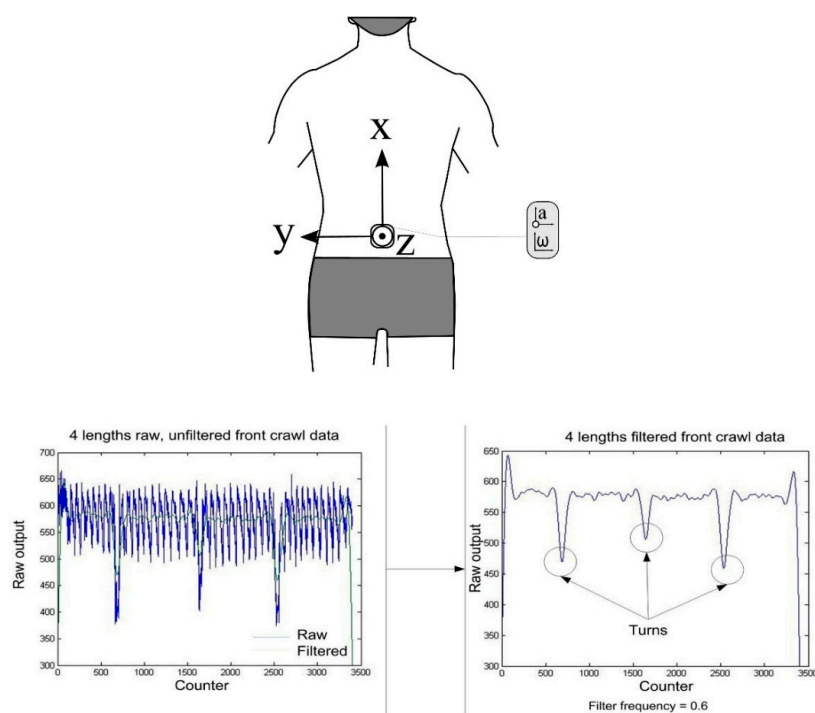 x
y
z
a
ω
4 lengths raw, unfiltered front crawl data
Raw output
700
650
600
550
500
450
400
350
300
Raw
Filtered
0 500 1000 1500 2000 2500 3000 3500
Counter
4 lengths filtered front crawl data
Raw output
650
600
550
500
450
400
350
300
Turns
0 500 1000 1500 2000 2500 3000 3500
Counter
Filter frequency = 0.6